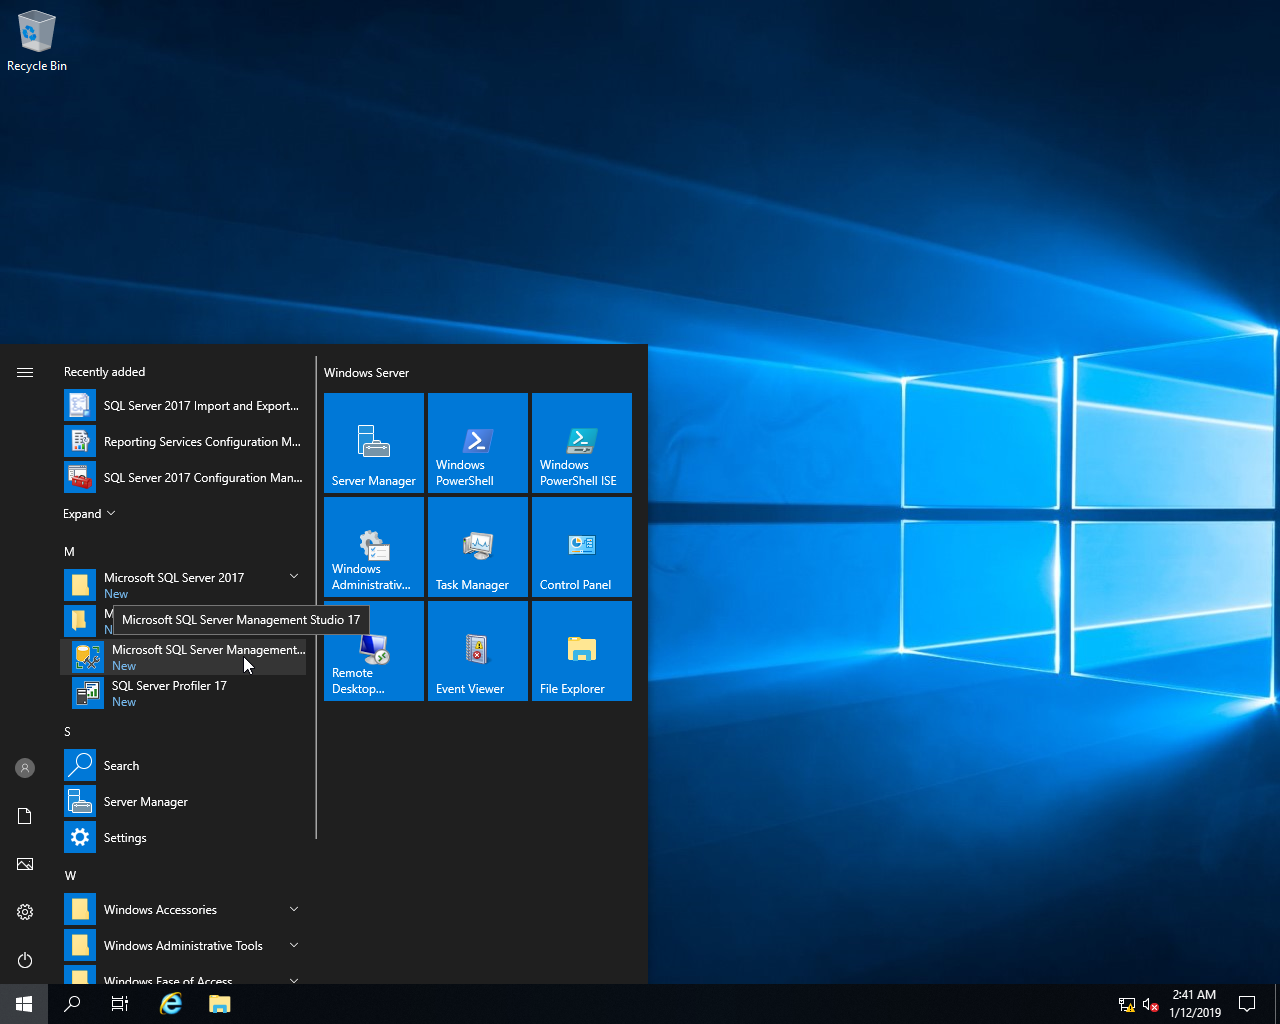 Recycle Bin
Recently added
SQL Server 2017 Import and Export...
Reporting Services Configuration M...
SQL Server 2017 Configuration Man...
Expand
M
Microsoft SQL Server 2017
New
M
N
Microsoft SQL Server Management Studio 17
Microsoft SQL Server Management...
New
SQL Server Profiler 17
New
S
Search
Server Manager
Settings
W
Windows Accessories
Windows Administrative Tools
Windows Ease of Access
Windows Server
Server Manager
Windows
PowerShell
Windows
PowerShell ISE
Windows
Administrativ...
Task Manager
Control Panel
Remote
Desktop...
Event Viewer
File Explorer
2:41 AM
1/12/2019